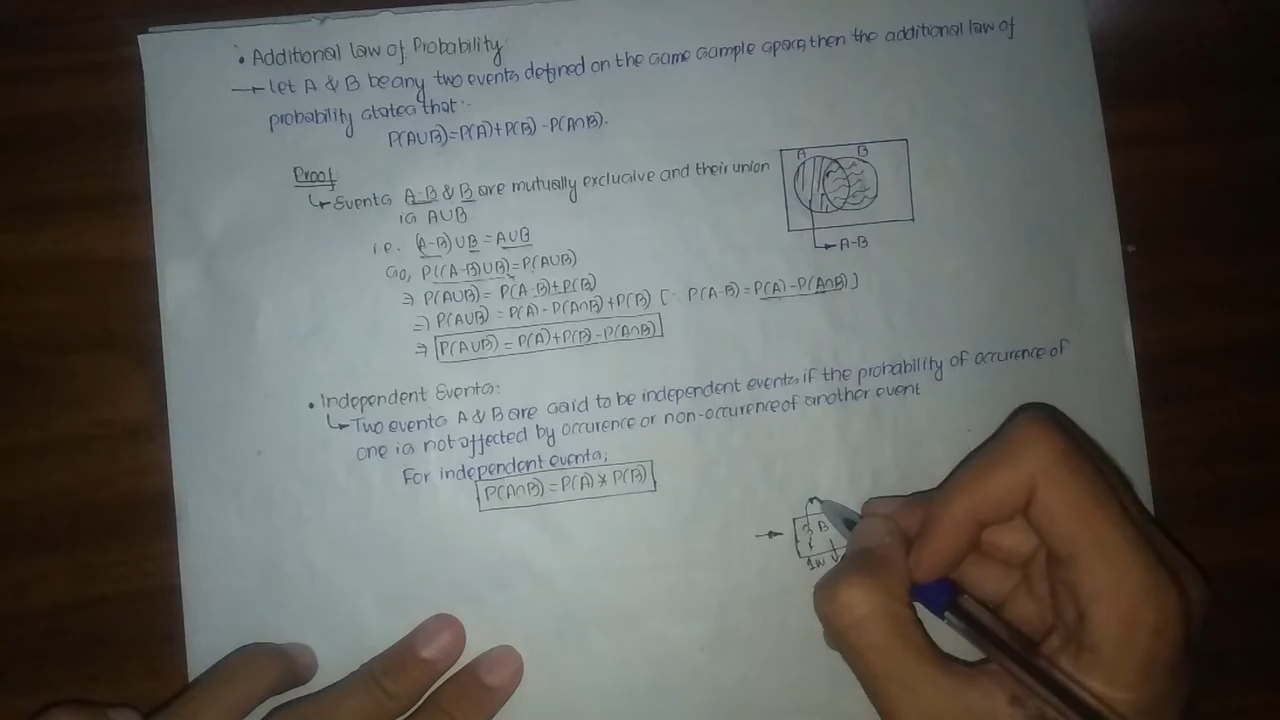 • Additional law of Probability
→ Let A & B be any two events defined on the same sample space, then the additional law of
probability states that:-
P(A∪B)=P(A)+P(B)-P(A∩B).
Proof
↳ Events A-B & B are mutually exclusive and their union
is A∪B
A B
i.e. (A-B)∪B = A∪B
A-B
So, P((A-B)∪B)=P(A∪B)
⇒ P(A∪B) = P(A-B)+P(B)
⇒ P(A∪B) = P(A) - P(A∩B)+P(B) [∵ P(A-B)=P(A)-P(A∩B)]
⇒ P(A∪B) = P(A)+P(B)-P(A∩B)
• Independent Events:
↳ Two events A & B are said to be independent events if the probability of occurence of
one is not affected by occurence or non-occurence of another event
For independent events,
P(A∩B)=P(A)*P(B)
→ B